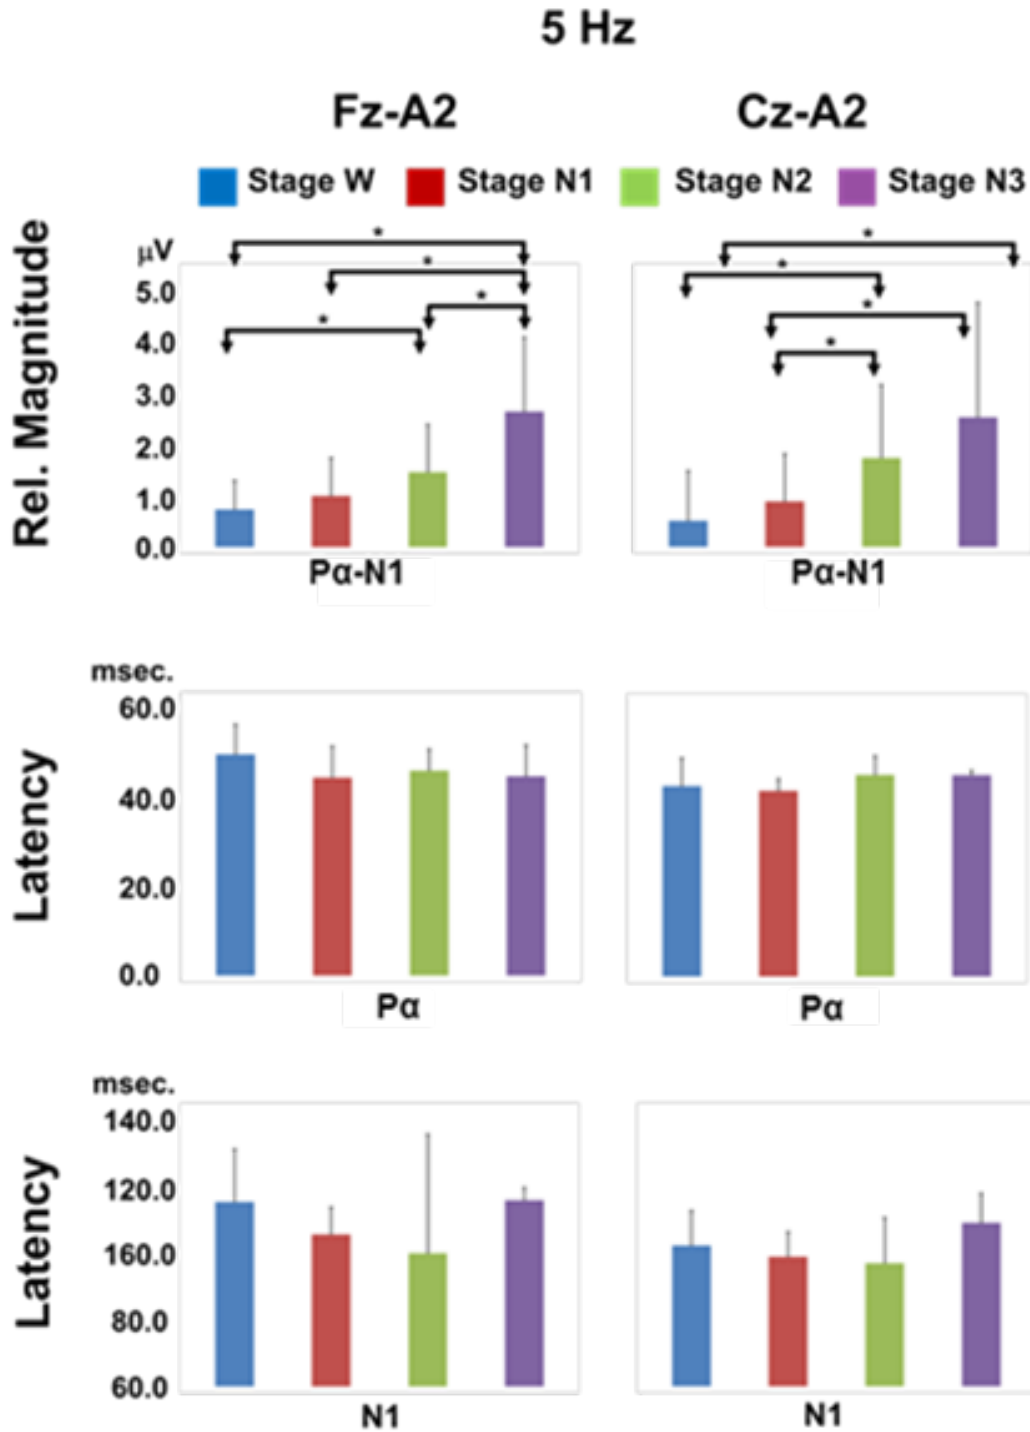 5 Hz
Fz-A2 Cz-A2
Stage W Stage N1 Stage N2 Stage N3
Rel. Magnitude
μV
* *
* *
* *
* *
5.0
4.0
3.0
2.0
1.0
0.0
Pα-N1 Pα-N1
Latency
msec.
60.0
40.0
20.0
0.0
Pα Pα
Latency
msec.
140.0
120.0
160.0
80.0
60.0
N1 N1